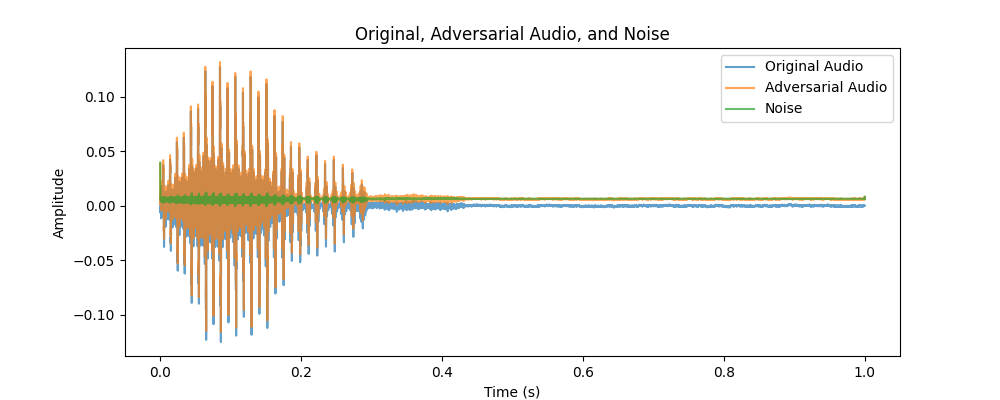 Original, Adversarial Audio, and Noise
Original Audio
Adversarial Audio
Noise
Amplitude
0.10
0.05
0.00
−0.05
−0.10
0.0 0.2 0.4 0.6 0.8 1.0
Time (s)